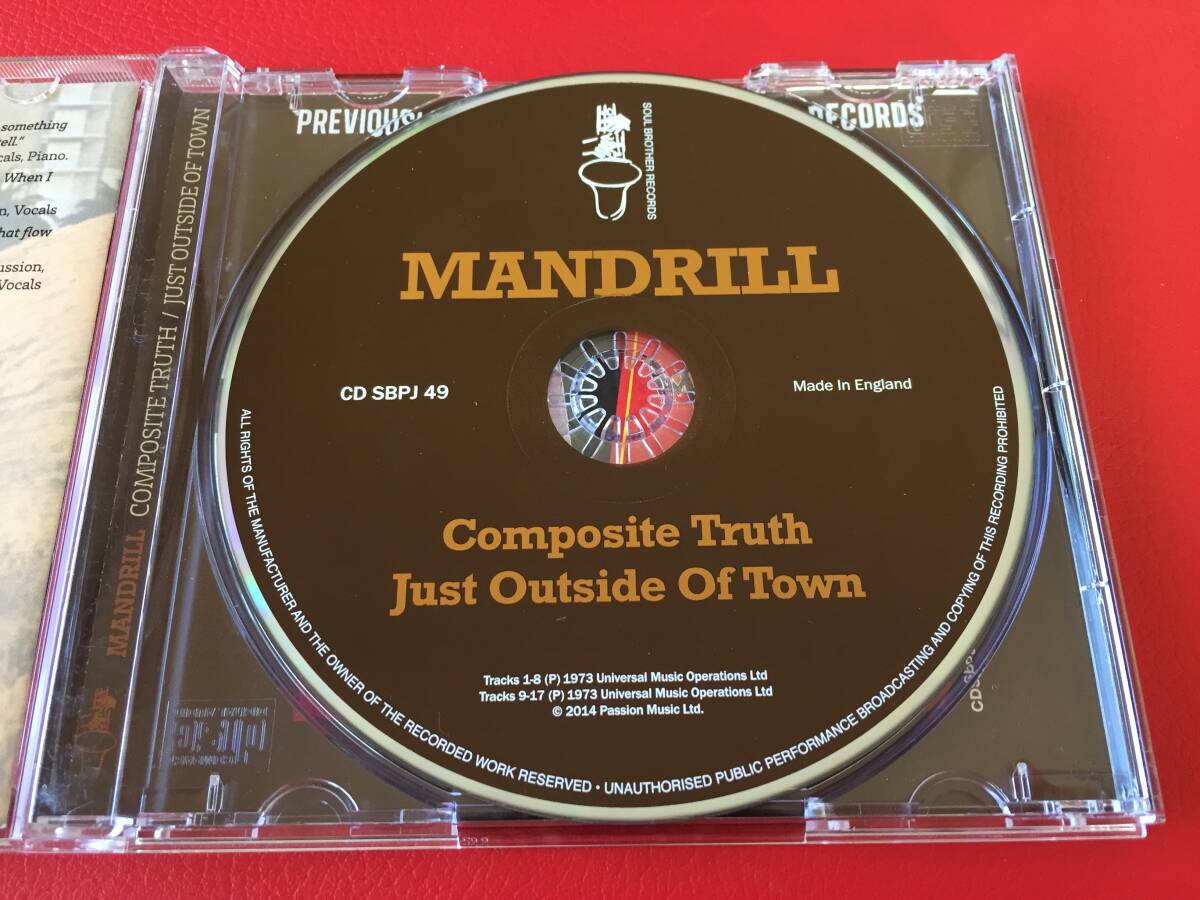 something
tell."
cals, Piano.
When I
n, Vocals
hat flow
ussion,
Vocals
MANDRILL COMPOSITE TRUTH / JUST OUTSIDE OF TOWN
PREVIOUSL
RECORDS
SOUL BROTHER RECORDS
MANDRILL
CD SBPJ 49
Made In England
Composite Truth
Just Outside Of Town
Tracks 1-8 (P) 1973 Universal Music Operations Ltd
Tracks 9-17 (P) 1973 Universal Music Operations Ltd
© 2014 Passion Music Ltd.
ALL RIGHTS OF THE MANUFACTURER AND THE OWNER OF THE RECORDED WORK RESERVED • UNAUTHORISED PUBLIC PERFORMANCE BROADCASTING AND COPYING OF THIS RECORDING PROHIBITED